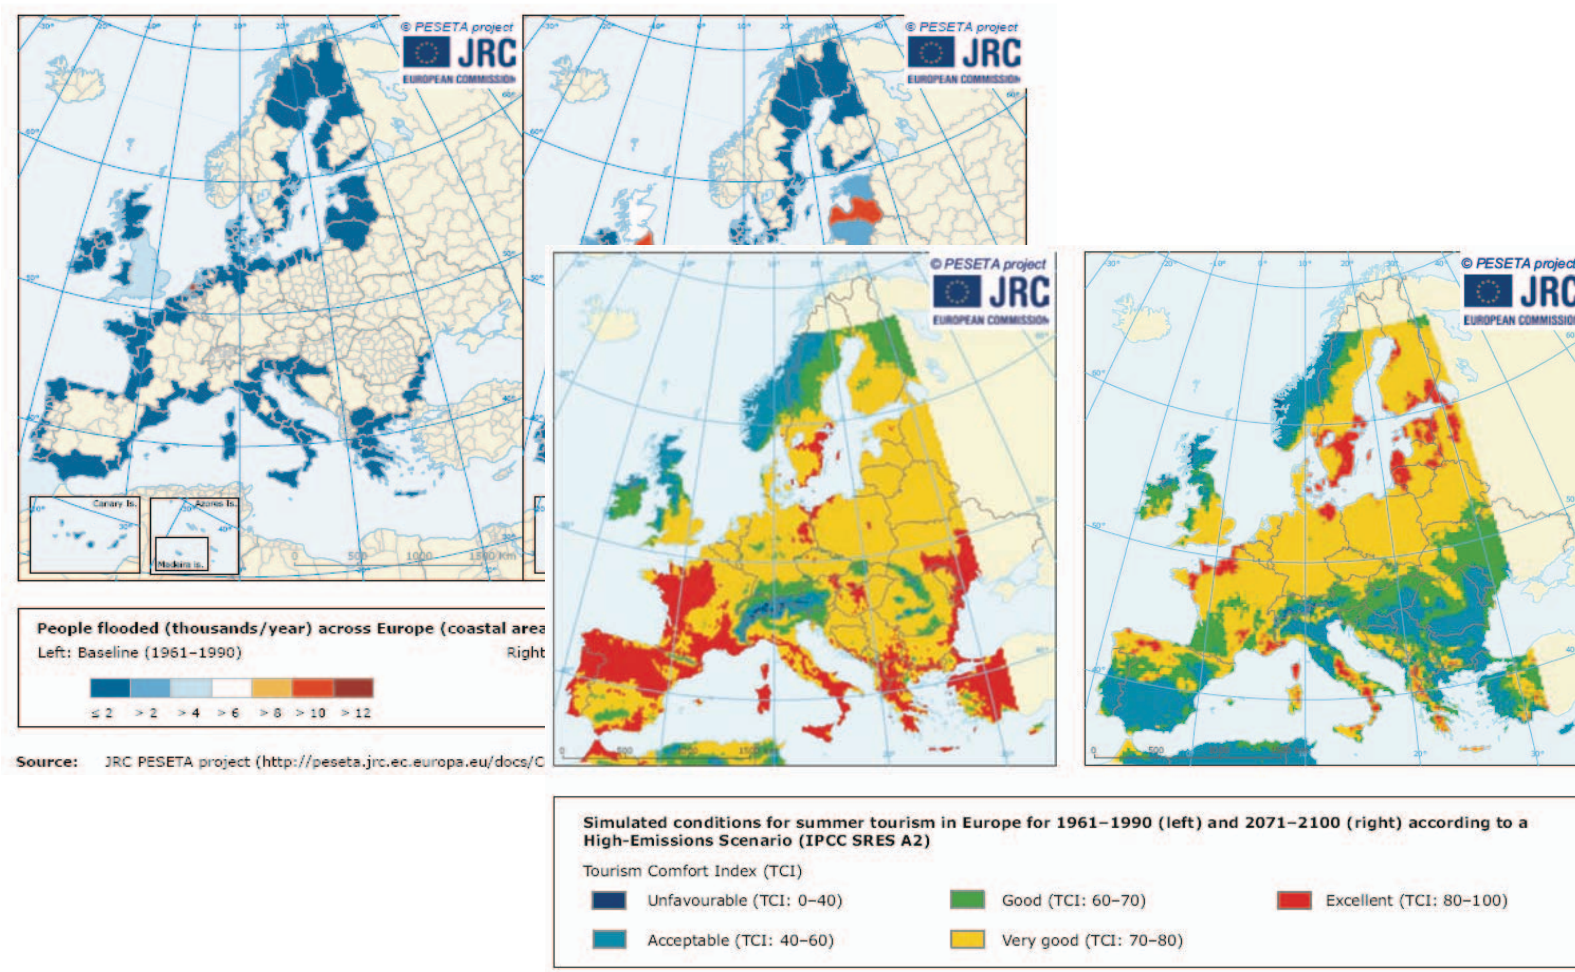 © PESETA project
JRC
EUROPEAN COMMISSION
© PESETA project
JRC
EUROPEAN COMMISSION
© PESETA project
JRC
EUROPEAN COMMISSION
© PESETA project
JRC
EUROPEAN COMMISSION
Canary Is.
Azores Is.
Madeira Is.
0 500 1000 1500 Km
People flooded (thousands/year) across Europe (coastal area
Left: Baseline (1961–1990) Right
≤ 2 > 2 > 4 > 6 > 8 > 10 > 12
Source: JRC PESETA project (http://peseta.jrc.ec.europa.eu/docs/C
Simulated conditions for summer tourism in Europe for 1961–1990 (left) and 2071–2100 (right) according to a
High-Emissions Scenario (IPCC SRES A2)
Tourism Comfort Index (TCI)
Unfavourable (TCI: 0–40) Good (TCI: 60–70) Excellent (TCI: 80–100)
Acceptable (TCI: 40–60) Very good (TCI: 70–80)